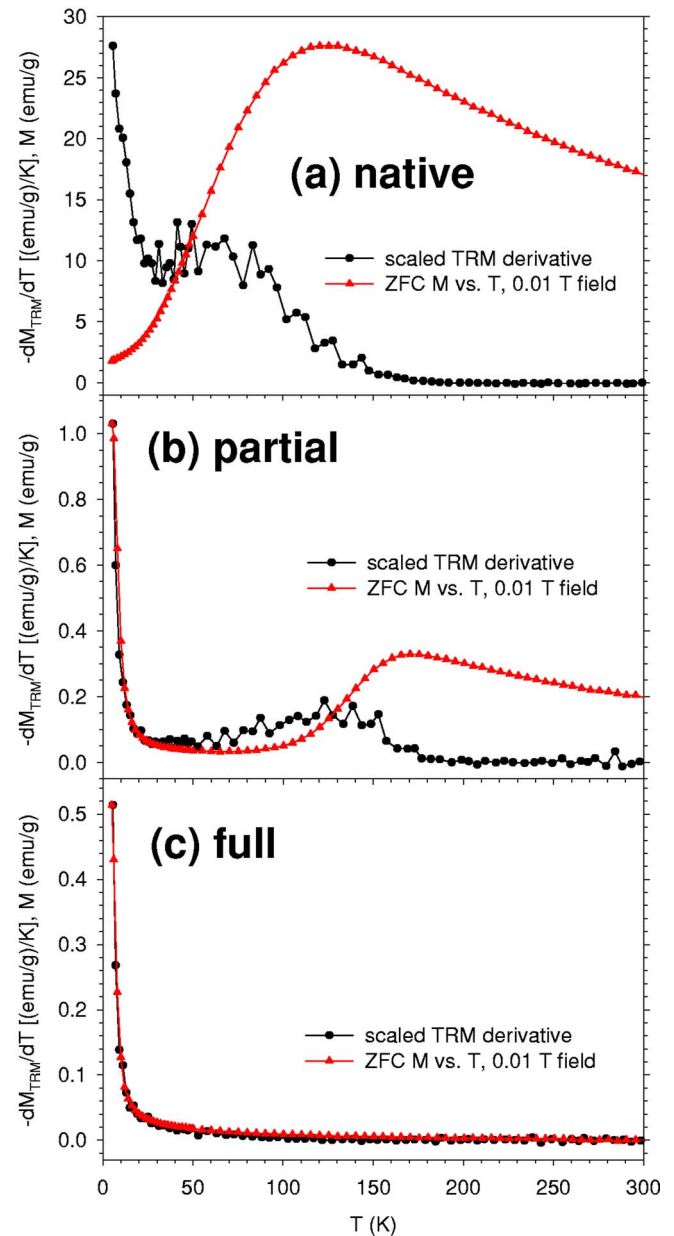 30
25
20
15
10
5
0
-dM_TRM/dT [(emu/g)/K], M (emu/g)
(a) native
scaled TRM derivative
ZFC M vs. T, 0.01 T field
1.0
0.8
0.6
0.4
0.2
0.0
-dM_TRM/dT [(emu/g)/K], M (emu/g)
(b) partial
scaled TRM derivative
ZFC M vs. T, 0.01 T field
0.5
0.4
0.3
0.2
0.1
0.0
-dM_TRM/dT [(emu/g)/K], M (emu/g)
(c) full
scaled TRM derivative
ZFC M vs. T, 0.01 T field
0 50 100 150 200 250 300
T (K)